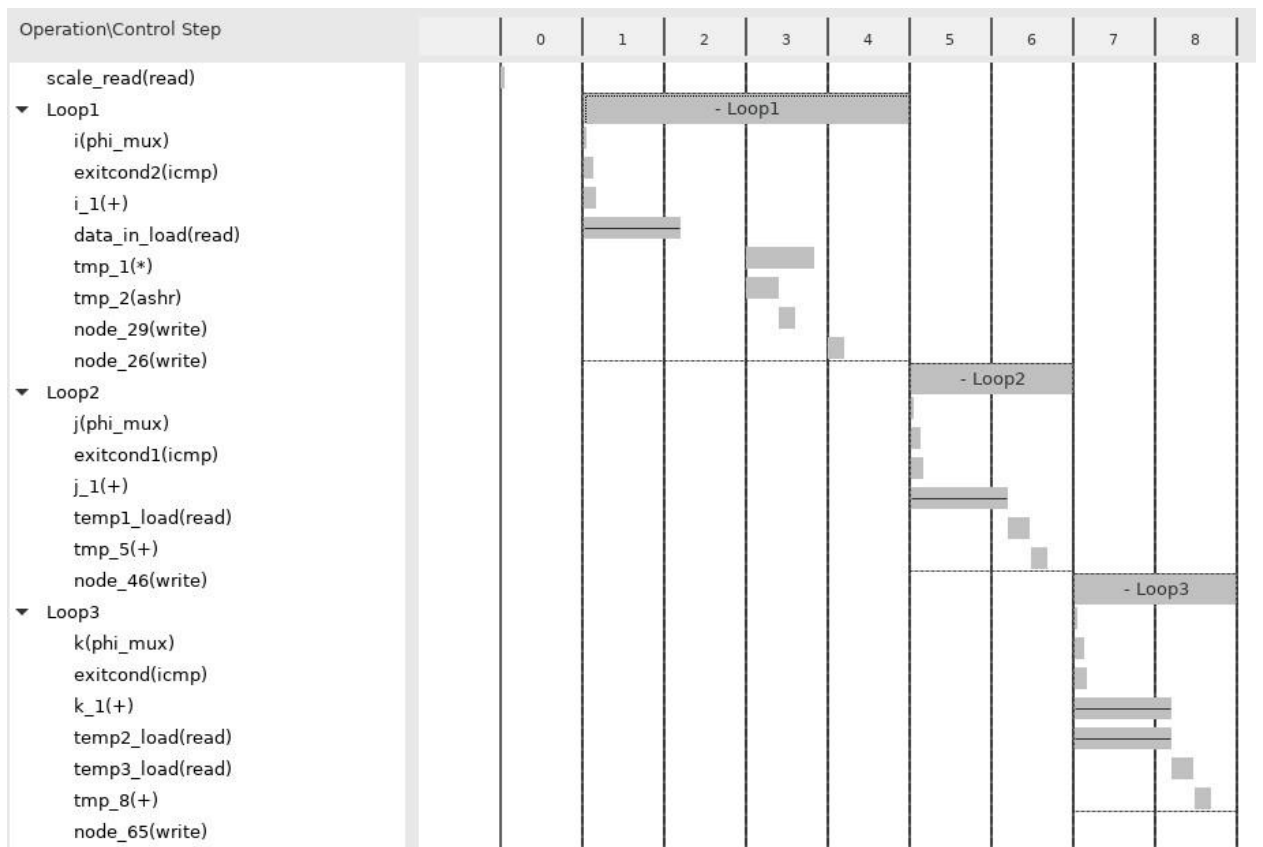 Operation\Control Step 0 1 2 3 4 5 6 7 8
scale_read(read)
Loop1 - Loop1
i(phi_mux)
exitcond2(icmp)
i_1(+)
data_in_load(read)
tmp_1(*)
tmp_2(ashr)
node_29(write)
node_26(write)
- Loop2
Loop2
j(phi_mux)
exitcond1(icmp)
j_1(+)
temp1_load(read)
tmp_5(+)
node_46(write)
- Loop3
Loop3
k(phi_mux)
exitcond(icmp)
k_1(+)
temp2_load(read)
temp3_load(read)
tmp_8(+)
node_65(write)